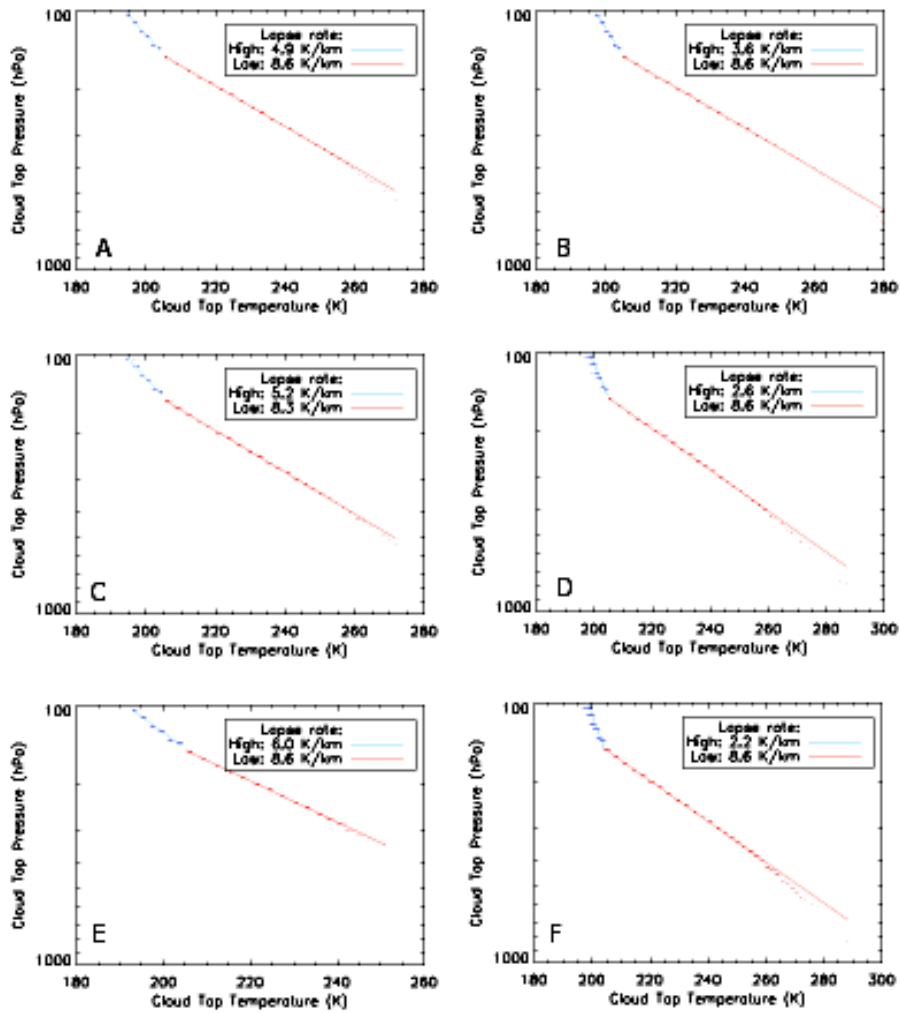 100
Cloud Top Pressure (hPa)
Lapse rate:
High: 4.9 K/km
Low: 8.6 K/km
A
1000
180 200 220 240 260 280
Cloud Top Temperature (K)
100
Cloud Top Pressure (hPa)
Lapse rate:
High: 3.6 K/km
Low: 8.6 K/km
B
1000
180 200 220 240 260 280
Cloud Top Temperature (K)
100
Cloud Top Pressure (hPa)
Lapse rate:
High: 5.2 K/km
Low: 8.3 K/km
C
1000
180 200 220 240 260 280
Cloud Top Temperature (K)
100
Cloud Top Pressure (hPa)
Lapse rate:
High: 2.6 K/km
Low: 8.6 K/km
D
1000
180 200 220 240 260 280 300
Cloud Top Temperature (K)
100
Cloud Top Pressure (hPa)
Lapse rate:
High: 6.0 K/km
Low: 8.6 K/km
E
1000
180 200 220 240 260 280
Cloud Top Temperature (K)
100
Cloud Top Pressure (hPa)
Lapse rate:
High: 2.2 K/km
Low: 8.6 K/km
F
1000
180 200 220 240 260 280 300
Cloud Top Temperature (K)